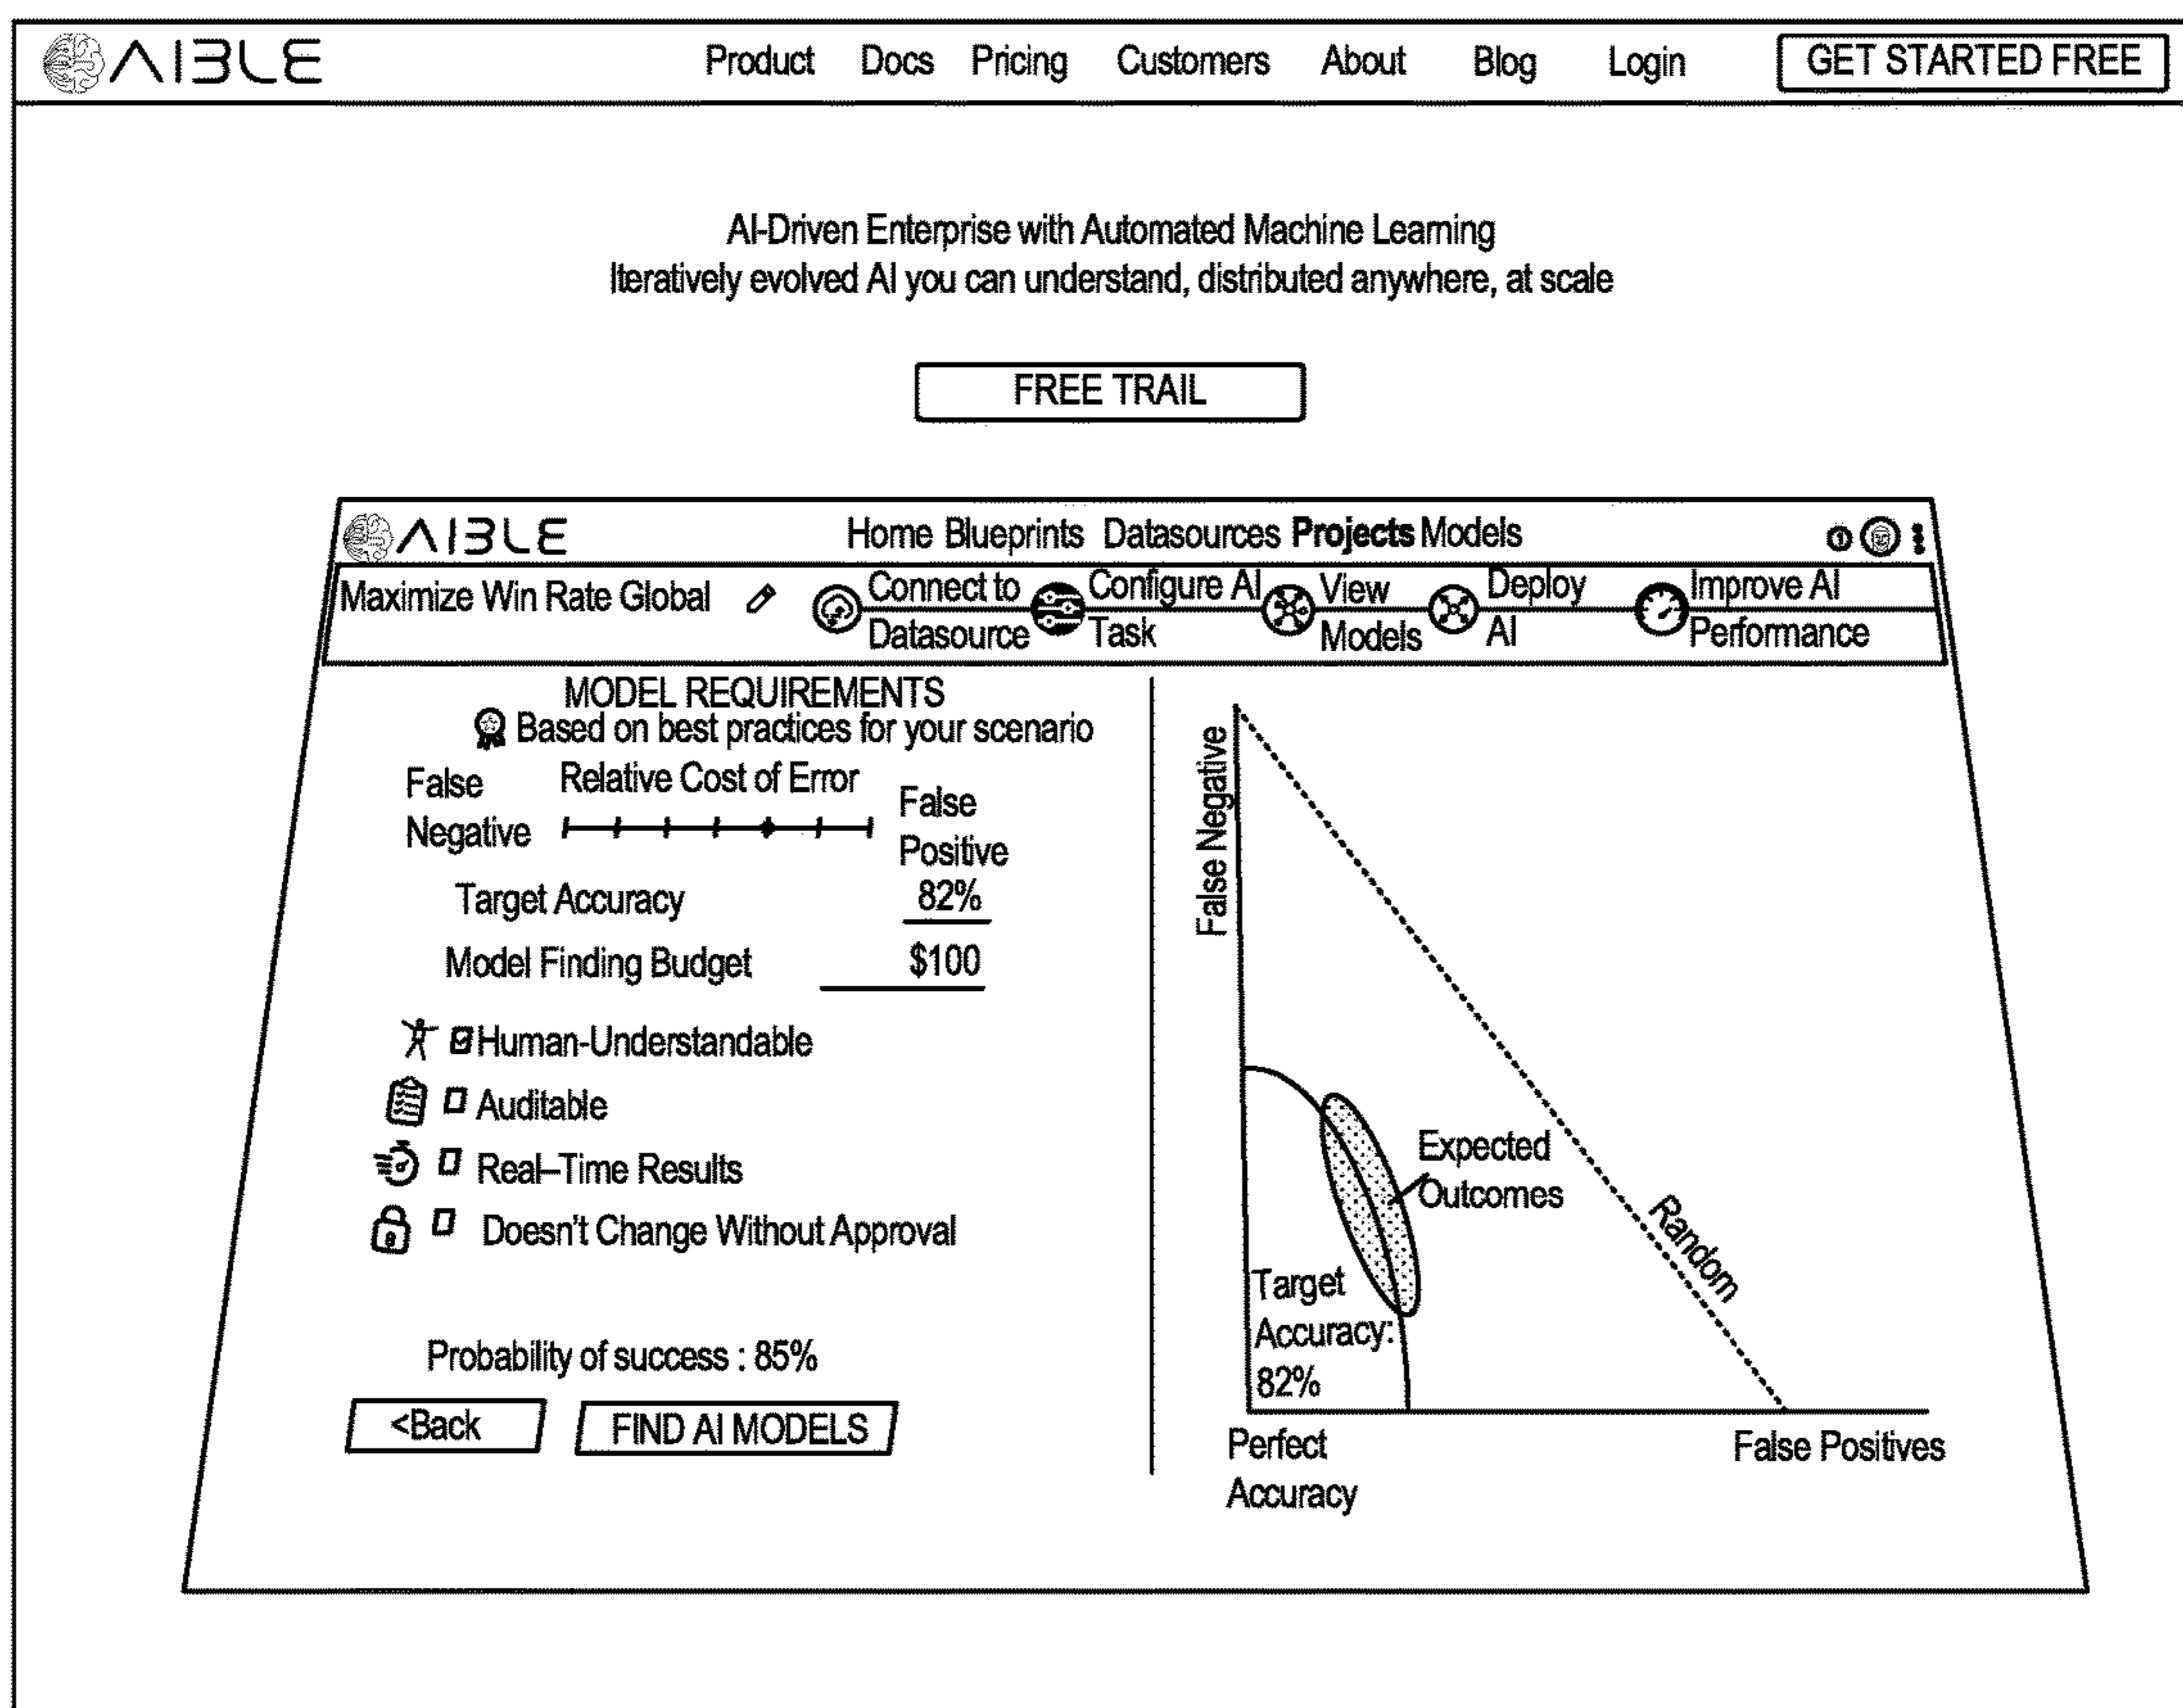 AIBLE Product Docs Pricing Customers About Blog Login GET STARTED FREE
AI-Driven Enterprise with Automated Machine Learning
Iteratively evolved AI you can understand, distributed anywhere, at scale
FREE TRAIL
AIBLE Home Blueprints Datasources Projects Models
Maximize Win Rate Global
Connect to
Datasource
Configure AI
Task
View
Models
Deploy
AI
Improve AI
Performance
MODEL REQUIREMENTS
Based on best practices for your scenario
False
Negative
Relative Cost of Error
False
Positive
Target Accuracy 82%
Model Finding Budget $100
Human-Understandable
Auditable
Real–Time Results
Doesn't Change Without Approval
Probability of success : 85%
<Back
FIND AI MODELS
False Negative
Expected
Outcomes
Random
Target
Accuracy:
82%
Perfect
Accuracy
False Positives